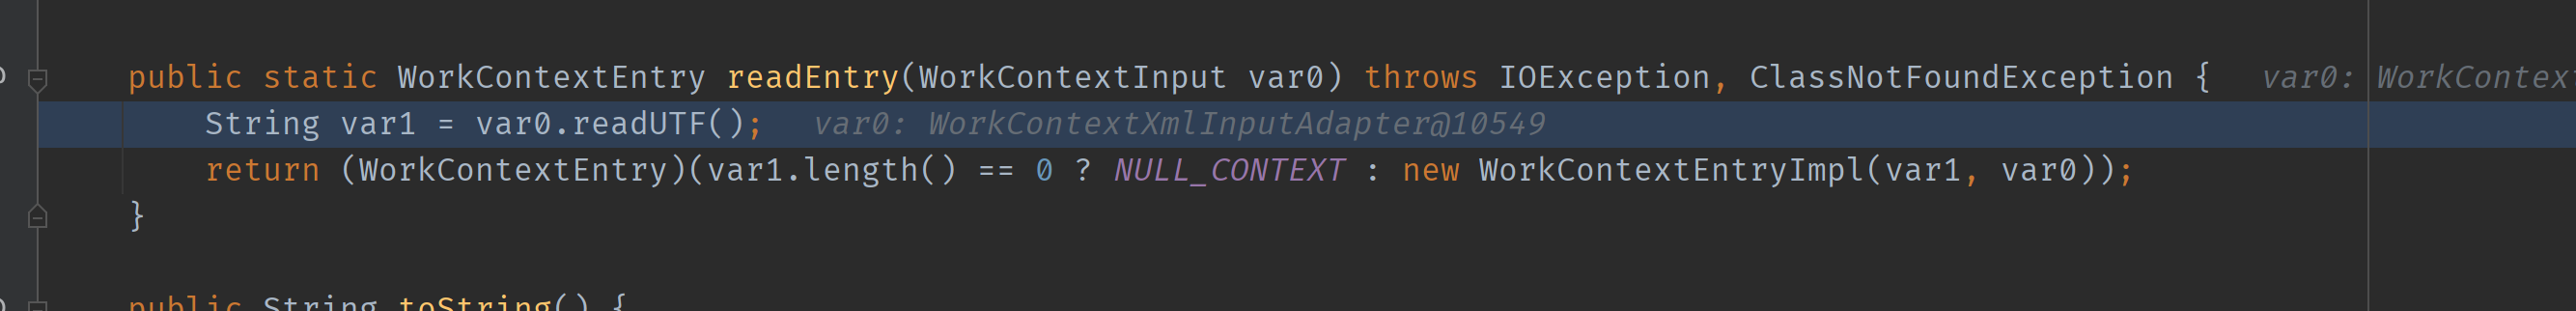 public static WorkContextEntry readEntry(WorkContextInput var0) throws IOException, ClassNotFoundException {   var0: WorkContext
String var1 = var0.readUTF();   var0: WorkContextXmlInputAdapter@10549
return (WorkContextEntry)(var1.length() == 0 ? NULL_CONTEXT : new WorkContextEntryImpl(var1, var0));
}
public String toString() {